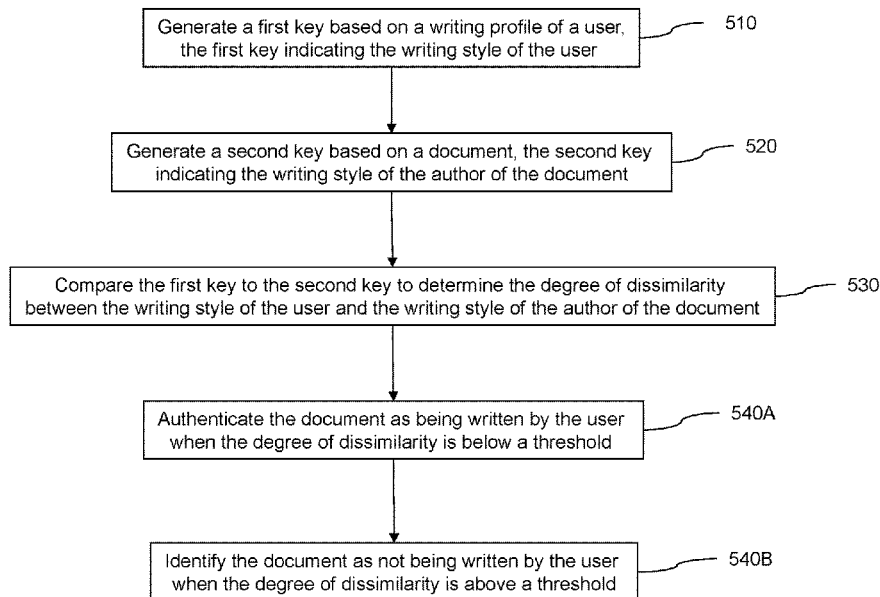 Generate a first key based on a writing profile of a user,
the first key indicating the writing style of the user
510
Generate a second key based on a document, the second key
indicating the writing style of the author of the document
520
Compare the first key to the second key to determine the degree of dissimilarity
between the writing style of the user and the writing style of the author of the document
530
Authenticate the document as being written by the user
when the degree of dissimilarity is below a threshold
540A
Identify the document as not being written by the user
when the degree of dissimilarity is above a threshold
540B